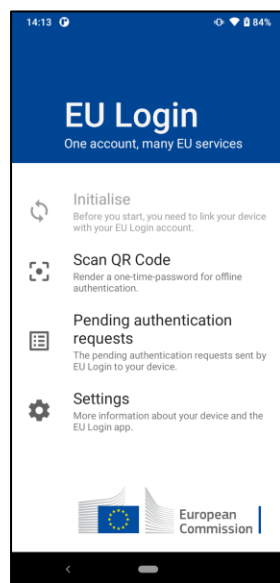 14:13 84%
EU Login
One account, many EU services
Initialise
Before you start, you need to link your device
with your EU Login account.
Scan QR Code
Render a one-time-password for offline
authentication.
Pending authentication
requests
The pending authentication requests sent by
EU Login to your device.
Settings
More information about your device and the
EU Login app.
European
Commission